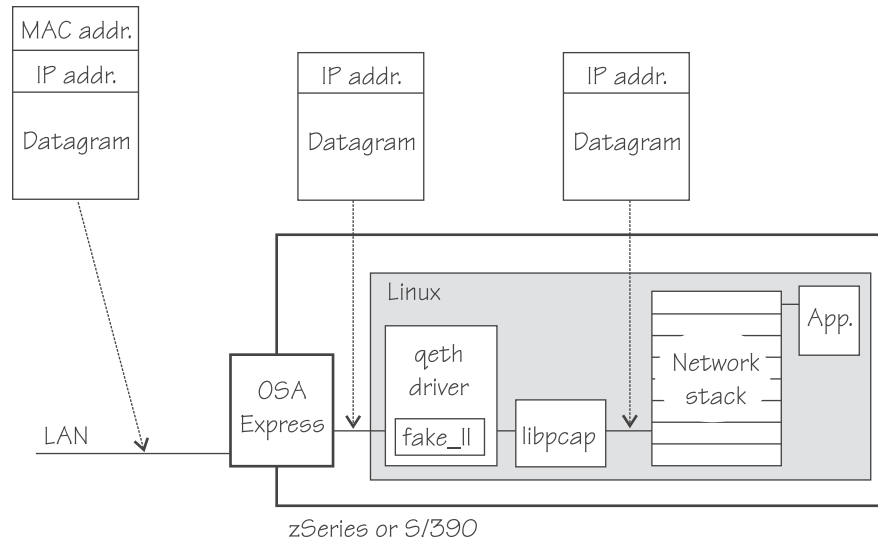 MAC addr.
IP addr.
Datagram
IP addr.
Datagram
IP addr.
Datagram
Linux
qeth
driver
fake_ll
OSA
Express
LAN
libpcap
Network
stack
App.
zSeries or S/390